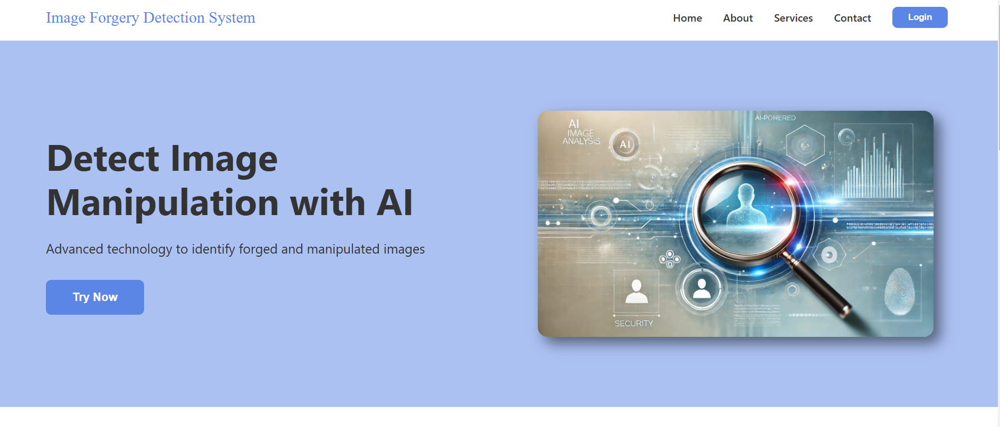 Image Forgery Detection System
Home About Services Contact Login
AI
IMAGE
ANALYSIS
AI
AI-POWERED
Detect Image
Manipulation with AI
Advanced technology to identify forged and manipulated images
Try Now
SECURITY